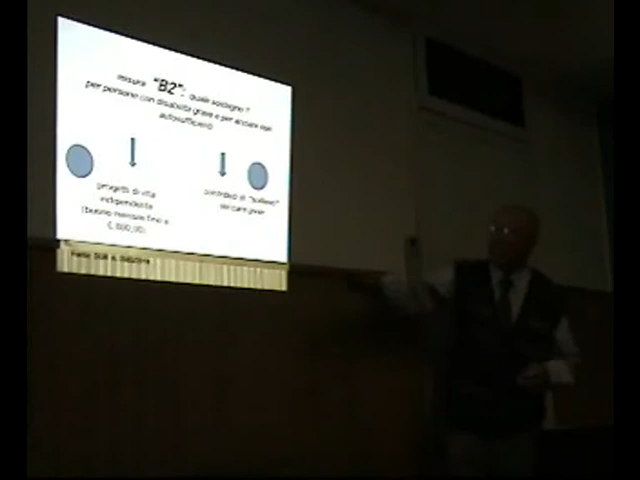 misura "B2": quale sostegno ?
per persone con disabilità grave e per anziani non
autosufficienti
progetti di vita
indipendente
(buono mensile fino a
€ 800,00)
contributo di "sollievo"
del care giver